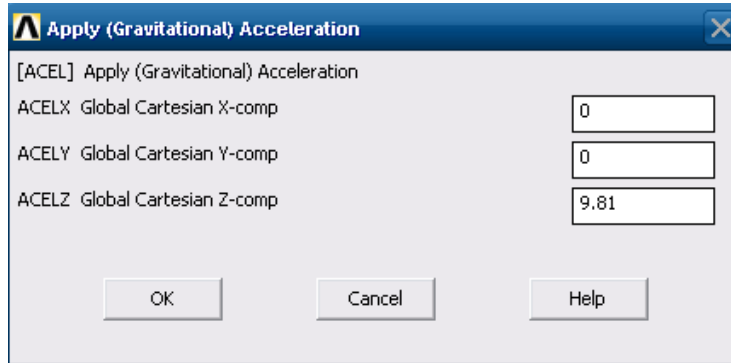 Apply (Gravitational) Acceleration
[ACEL] Apply (Gravitational) Acceleration
ACELX Global Cartesian X-comp 0
ACELY Global Cartesian Y-comp 0
ACELZ Global Cartesian Z-comp 9.81
OK Cancel Help